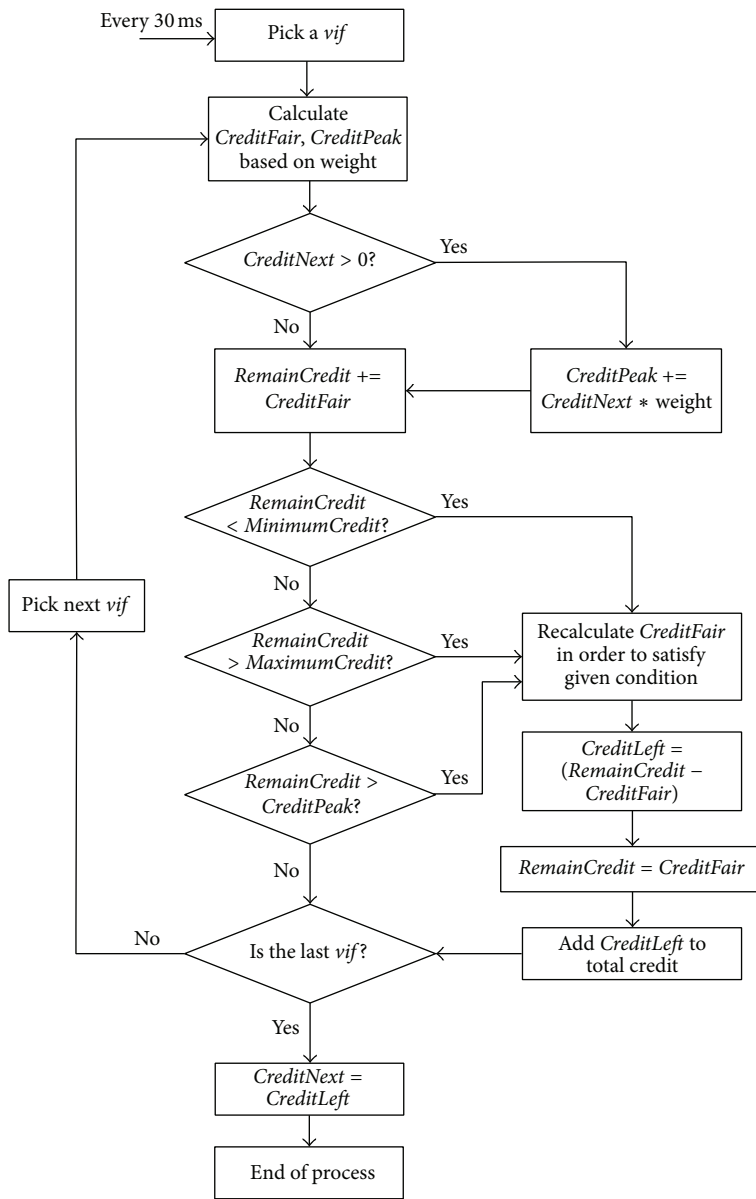 Every 30 ms
Pick a vif
Calculate
CreditFair, CreditPeak
based on weight
CreditNext > 0?
Yes
No
RemainCredit +=
CreditFair
CreditPeak +=
CreditNext * weight
RemainCredit
< MinimumCredit?
Yes
No
Pick next vif
RemainCredit
> MaximumCredit?
Yes
Recalculate CreditFair
in order to satisfy
given condition
No
CreditLeft =
(RemainCredit −
CreditFair)
RemainCredit >
CreditPeak?
Yes
No
RemainCredit = CreditFair
Is the last vif?
No
Add CreditLeft to
total credit
Yes
CreditNext =
CreditLeft
End of process